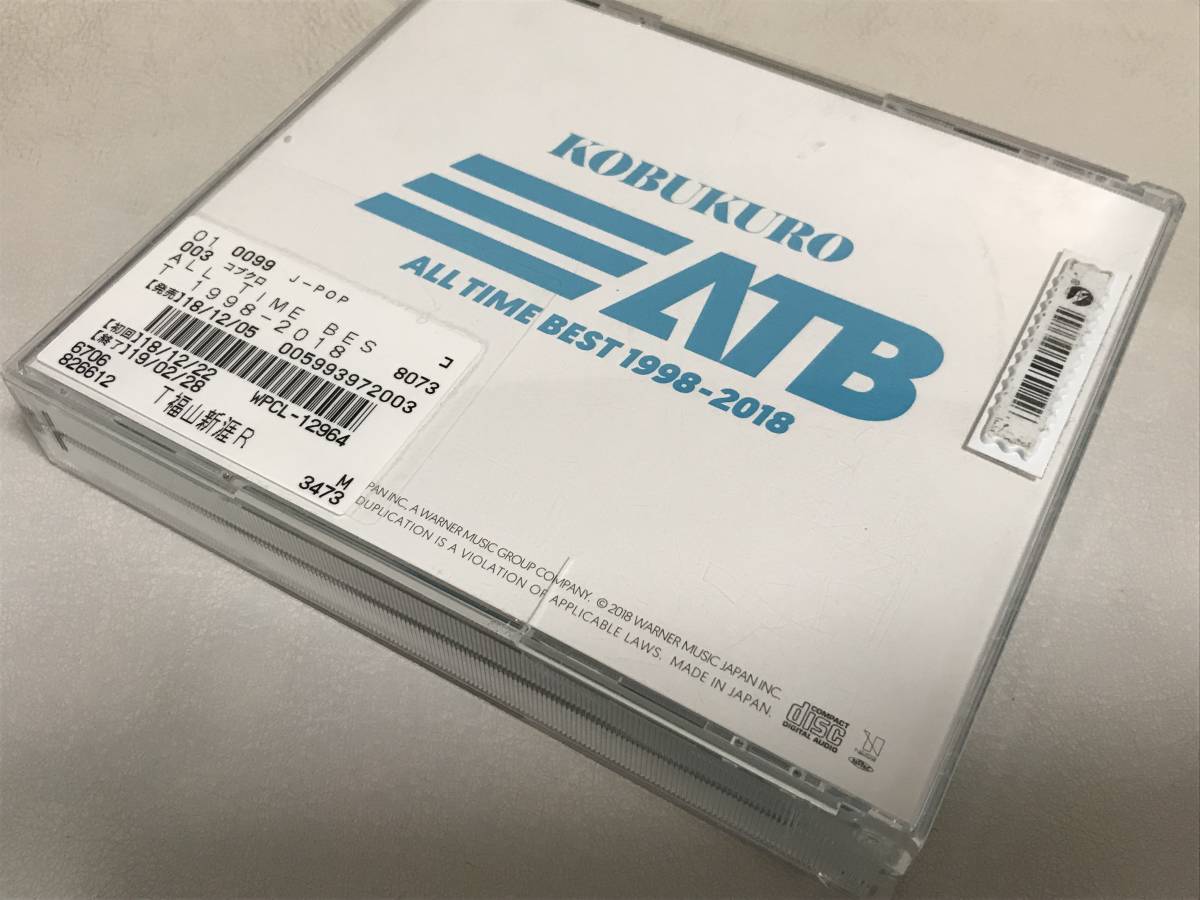 KOBUKURO
ATB
ALL TIME BEST 1998-2018
01 0099 J-POP
003 コブクロ コ
ALL TIME BES 8073
T 1998-2018
【発売】18/12/05 005993972003
【初回】18/12/22 WPCL-12964
【終了】19/02/28
6706
826612 T福山新涯R
M
3473
PAN INC., A WARNER MUSIC GROUP COMPANY. © 2018 WARNER MUSIC JAPAN INC.
DUPLICATION IS A VIOLATION OF APPLICABLE LAWS. MADE IN JAPAN.
COMPACT
disc
DIGITAL AUDIO